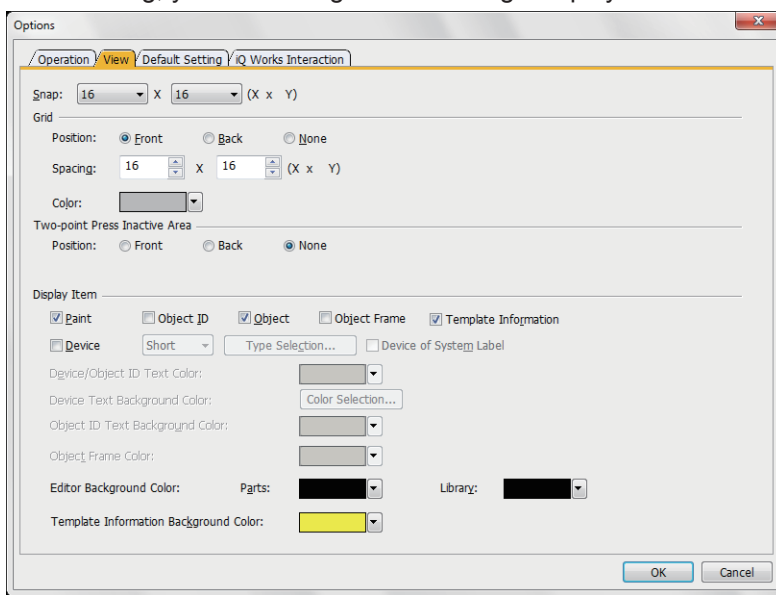 Options
Operation View Default Setting iQ Works Interaction
Snap: 16 X 16 (X x Y)
Grid
Position: Front Back None
Spacing: 16 X 16 (X x Y)
Color:
Two-point Press Inactive Area
Position: Front Back None
Display Item
Paint Object ID Object Object Frame Template Information
Device Short Type Selection... Device of System Label
Device/Object ID Text Color:
Device Text Background Color: Color Selection...
Object ID Text Background Color:
Object Frame Color:
Editor Background Color: Parts: Library:
Template Information Background Color:
OK Cancel